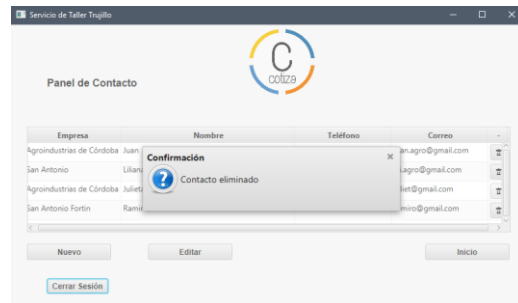 Servicio de Taller Trujillo
C
cotiza
Panel de Contacto
Empresa Nombre Teléfono Correo -
Agroindustrias de Córdoba Juan an.agro@gmail.com
San Antonio Liliana i.agro@gmail.com
Agroindustrias de Córdoba Juliet liet@gmail.com
San Antonio Fortin Ramir miro@gmail.com
Confirmación
Contacto eliminado
Nuevo Editar Inicio
Cerrar Sesión